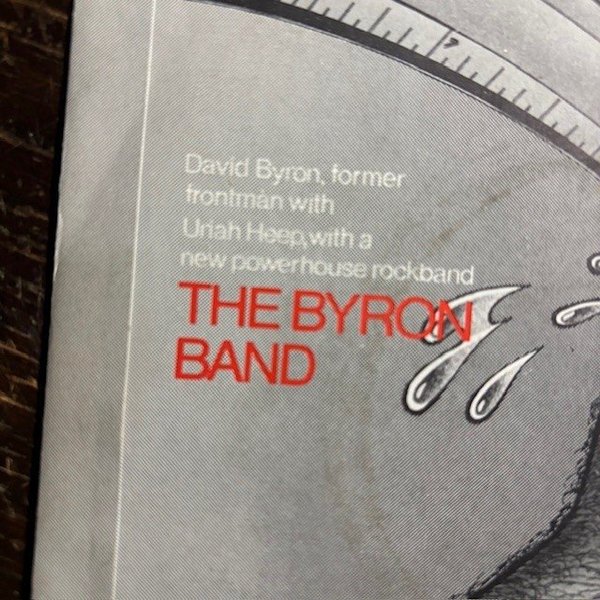 David Byron, former
frontman with
Uriah Heep, with a
new powerhouse rockband
THE BYRON
BAND